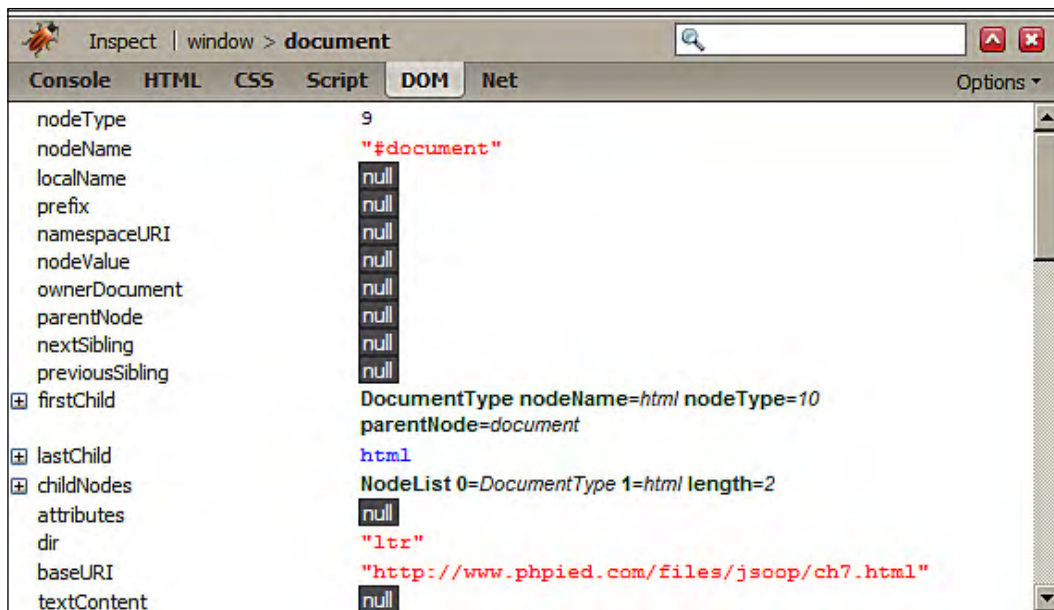 Inspect | window > document
Console HTML CSS Script DOM Net Options
nodeType 9
nodeName "#document"
localName null
prefix null
namespaceURI null
nodeValue null
ownerDocument null
parentNode null
nextSibling null
previousSibling null
firstChild DocumentType nodeName=html nodeType=10
parentNode=document
lastChild html
childNodes NodeList 0=DocumentType 1=html length=2
attributes null
dir "ltr"
baseURI "http://www.phpied.com/files/jsoop/ch7.html"
textContent null